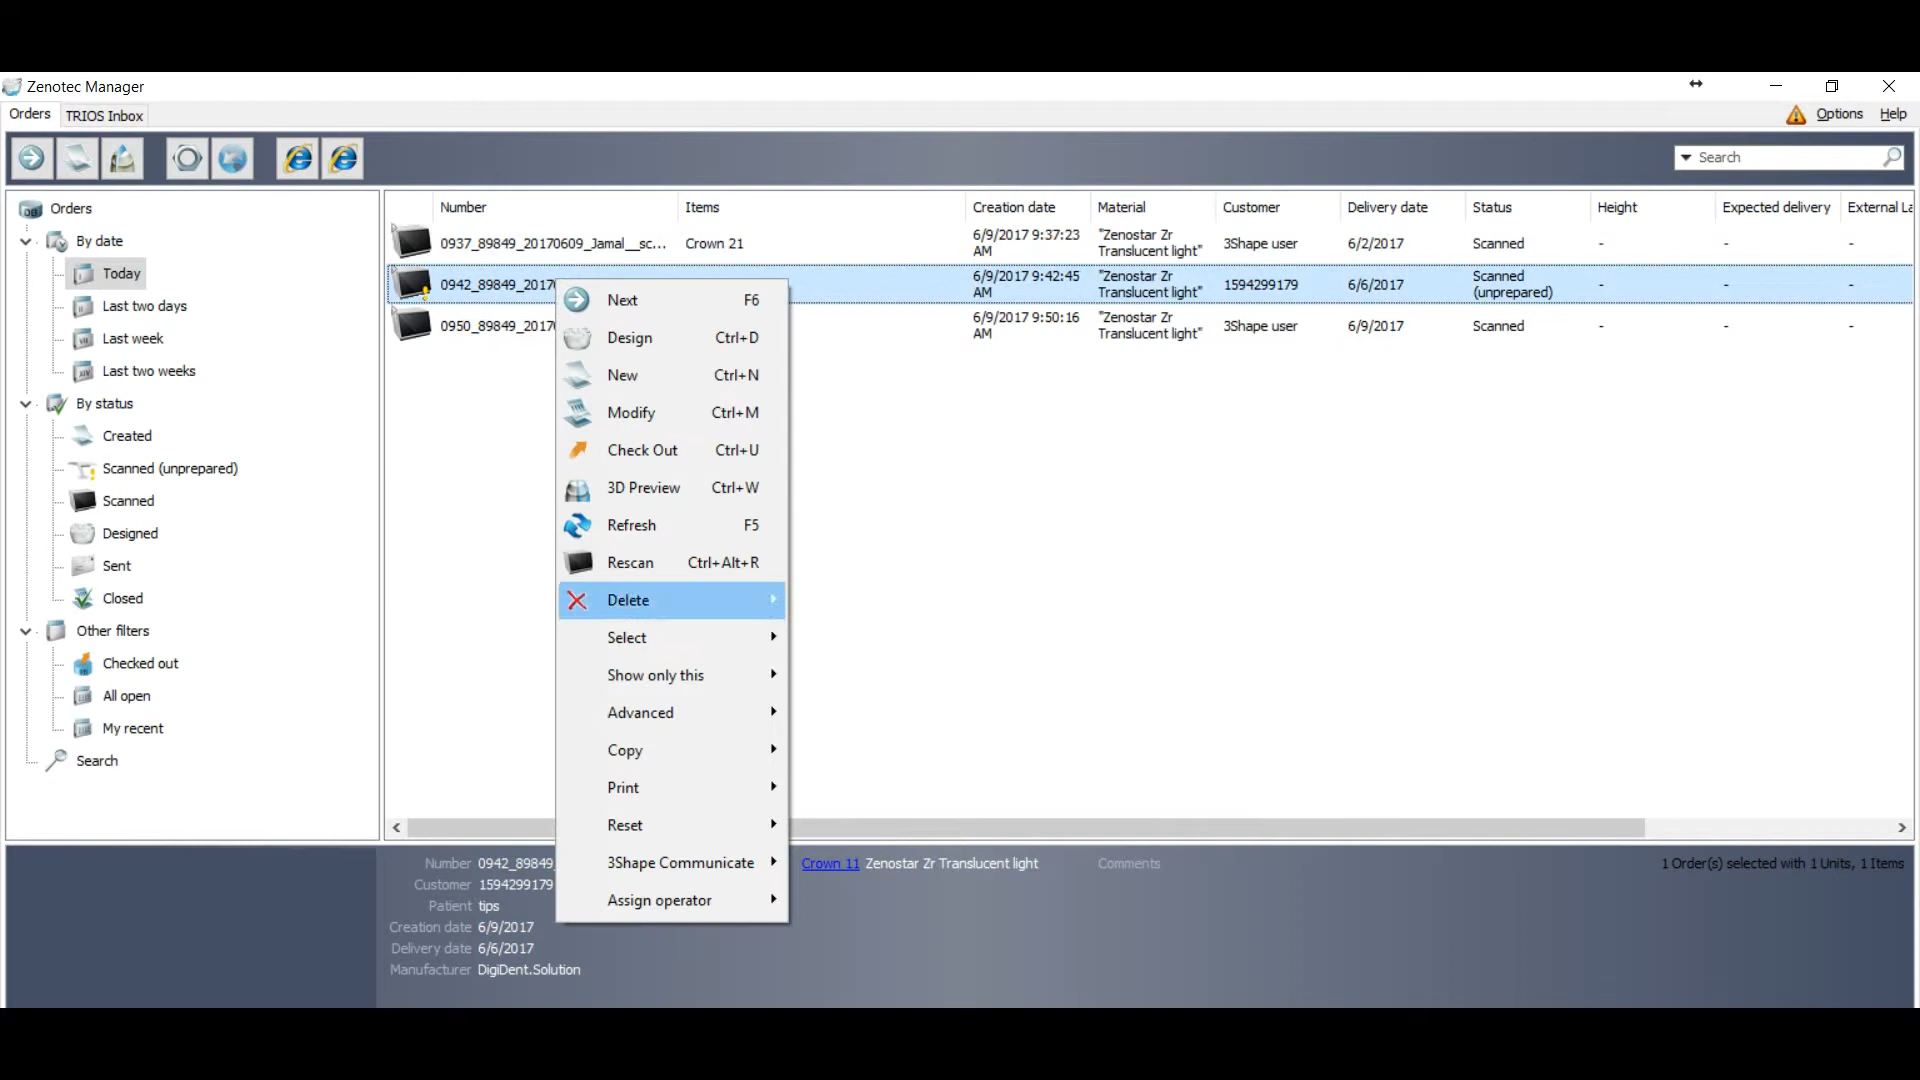 Zenotec Manager
Orders
TRIOS Inbox
Options
Help
Search
Orders
By date
Today
Last two days
Last week
Last two weeks
By status
Created
Scanned (unprepared)
Scanned
Designed
Sent
Closed
Other filters
Checked out
All open
My recent
Search
Number Items Creation date Material Customer Delivery date Status Height Expected delivery External La
0937_89849_20170609_Jamal__sc... Crown 21 6/9/2017 9:37:23 AM "Zenostar Zr Translucent light" 3Shape user 6/2/2017 Scanned - - -
0942_89849_2017 6/9/2017 9:42:45 AM "Zenostar Zr Translucent light" 1594299179 6/6/2017 Scanned (unprepared) - - -
0950_89849_2017 6/9/2017 9:50:16 AM "Zenostar Zr Translucent light" 3Shape user 6/9/2017 Scanned - - -
Next F6
Design Ctrl+D
New Ctrl+N
Modify Ctrl+M
Check Out Ctrl+U
3D Preview Ctrl+W
Refresh F5
Rescan Ctrl+Alt+R
Delete
Select
Show only this
Advanced
Copy
Print
Reset
3Shape Communicate
Assign operator
Number 0942_89849_
Customer 1594299179
Patient tips
Creation date 6/9/2017
Delivery date 6/6/2017
Manufacturer DigiDent.Solution
Crown 11 Zenostar Zr Translucent light
Comments
1 Order(s) selected with 1 Units, 1 Items